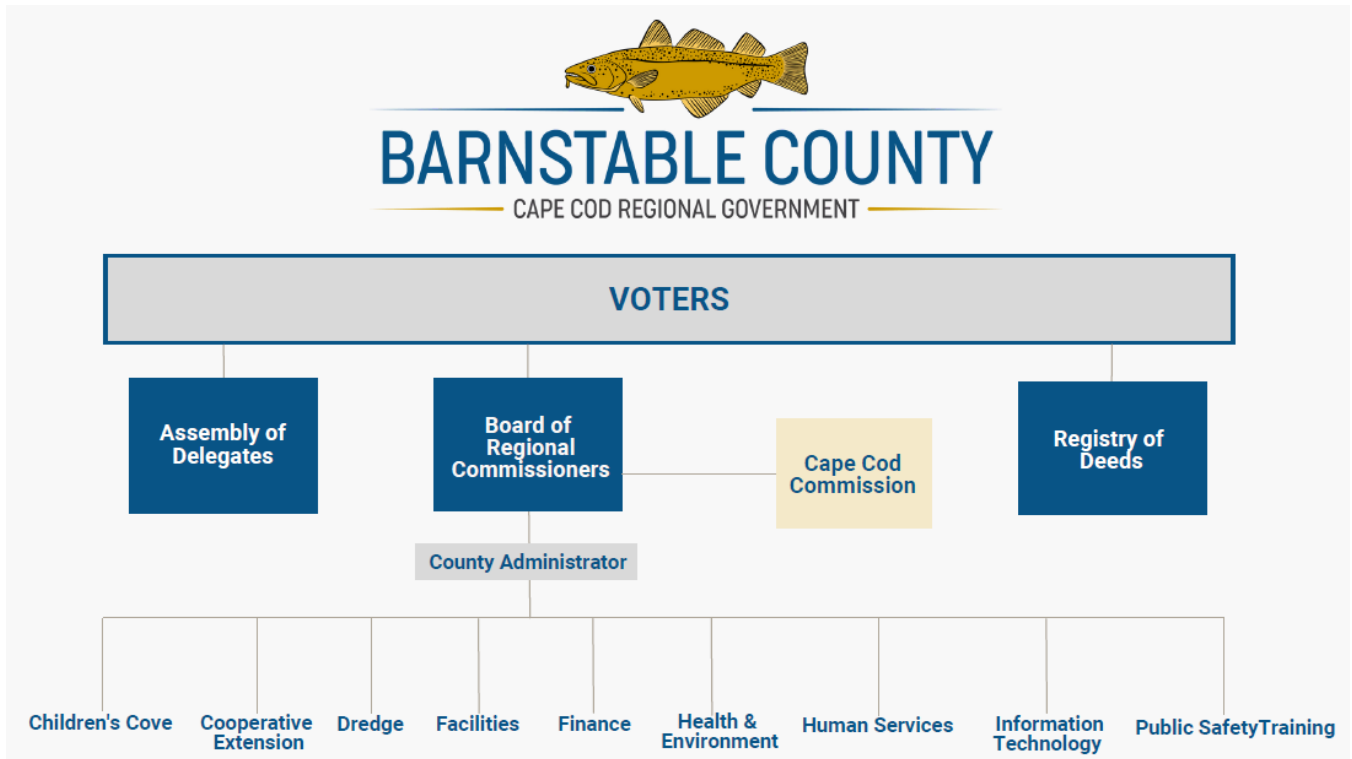 BARNSTABLE COUNTY
CAPE COD REGIONAL GOVERNMENT
VOTERS
Assembly of
Delegates
Board of
Regional
Commissioners
Cape Cod
Commission
Registry of
Deeds
County Administrator
Children's Cove
Cooperative
Extension
Dredge
Facilities
Finance
Health &
Environment
Human Services
Information
Technology
Public SafetyTraining